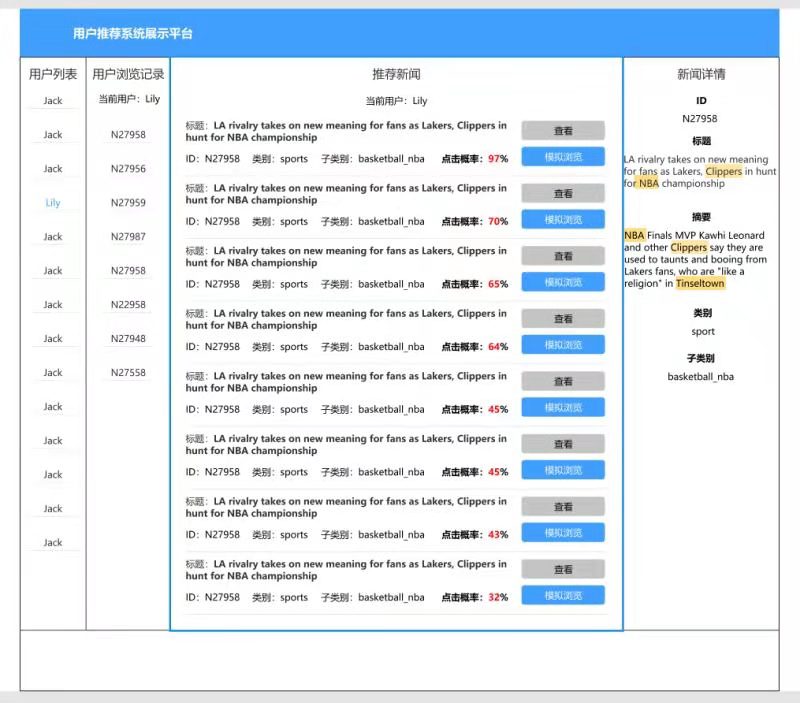 用户推荐系统展示平台
用户列表
Jack
Jack
Jack
Lily
Jack
Jack
Jack
Jack
Jack
Jack
Jack
Jack
Jack
Jack
用户浏览记录
当前用户：Lily
N27958
N27956
N27959
N27987
N27958
N22958
N27948
N27558
推荐新闻
当前用户：Lily
标题：LA rivalry takes on new meaning for fans as Lakers, Clippers in
hunt for NBA championship
查看
ID：N27958 类别：sports 子类别：basketball_nba 点击概率：97%
模拟浏览
标题：LA rivalry takes on new meaning for fans as Lakers, Clippers in
hunt for NBA championship
查看
ID：N27958 类别：sports 子类别：basketball_nba 点击概率：70%
模拟浏览
标题：LA rivalry takes on new meaning for fans as Lakers, Clippers in
hunt for NBA championship
查看
ID：N27958 类别：sports 子类别：basketball_nba 点击概率：65%
模拟浏览
标题：LA rivalry takes on new meaning for fans as Lakers, Clippers in
hunt for NBA championship
查看
ID：N27958 类别：sports 子类别：basketball_nba 点击概率：64%
模拟浏览
标题：LA rivalry takes on new meaning for fans as Lakers, Clippers in
hunt for NBA championship
查看
ID：N27958 类别：sports 子类别：basketball_nba 点击概率：45%
模拟浏览
标题：LA rivalry takes on new meaning for fans as Lakers, Clippers in
hunt for NBA championship
查看
ID：N27958 类别：sports 子类别：basketball_nba 点击概率：45%
模拟浏览
标题：LA rivalry takes on new meaning for fans as Lakers, Clippers in
hunt for NBA championship
查看
ID：N27958 类别：sports 子类别：basketball_nba 点击概率：43%
模拟浏览
标题：LA rivalry takes on new meaning for fans as Lakers, Clippers in
hunt for NBA championship
查看
ID：N27958 类别：sports 子类别：basketball_nba 点击概率：32%
模拟浏览
新闻详情
ID
N27958
标题
LA rivalry takes on new meaning
for fans as Lakers, Clippers in hunt
for NBA championship
摘要
NBA Finals MVP Kawhi Leonard
and other Clippers say they are
used to taunts and booing from
Lakers fans, who are "like a
religion" in Tinseltown
类别
sport
子类别
basketball_nba